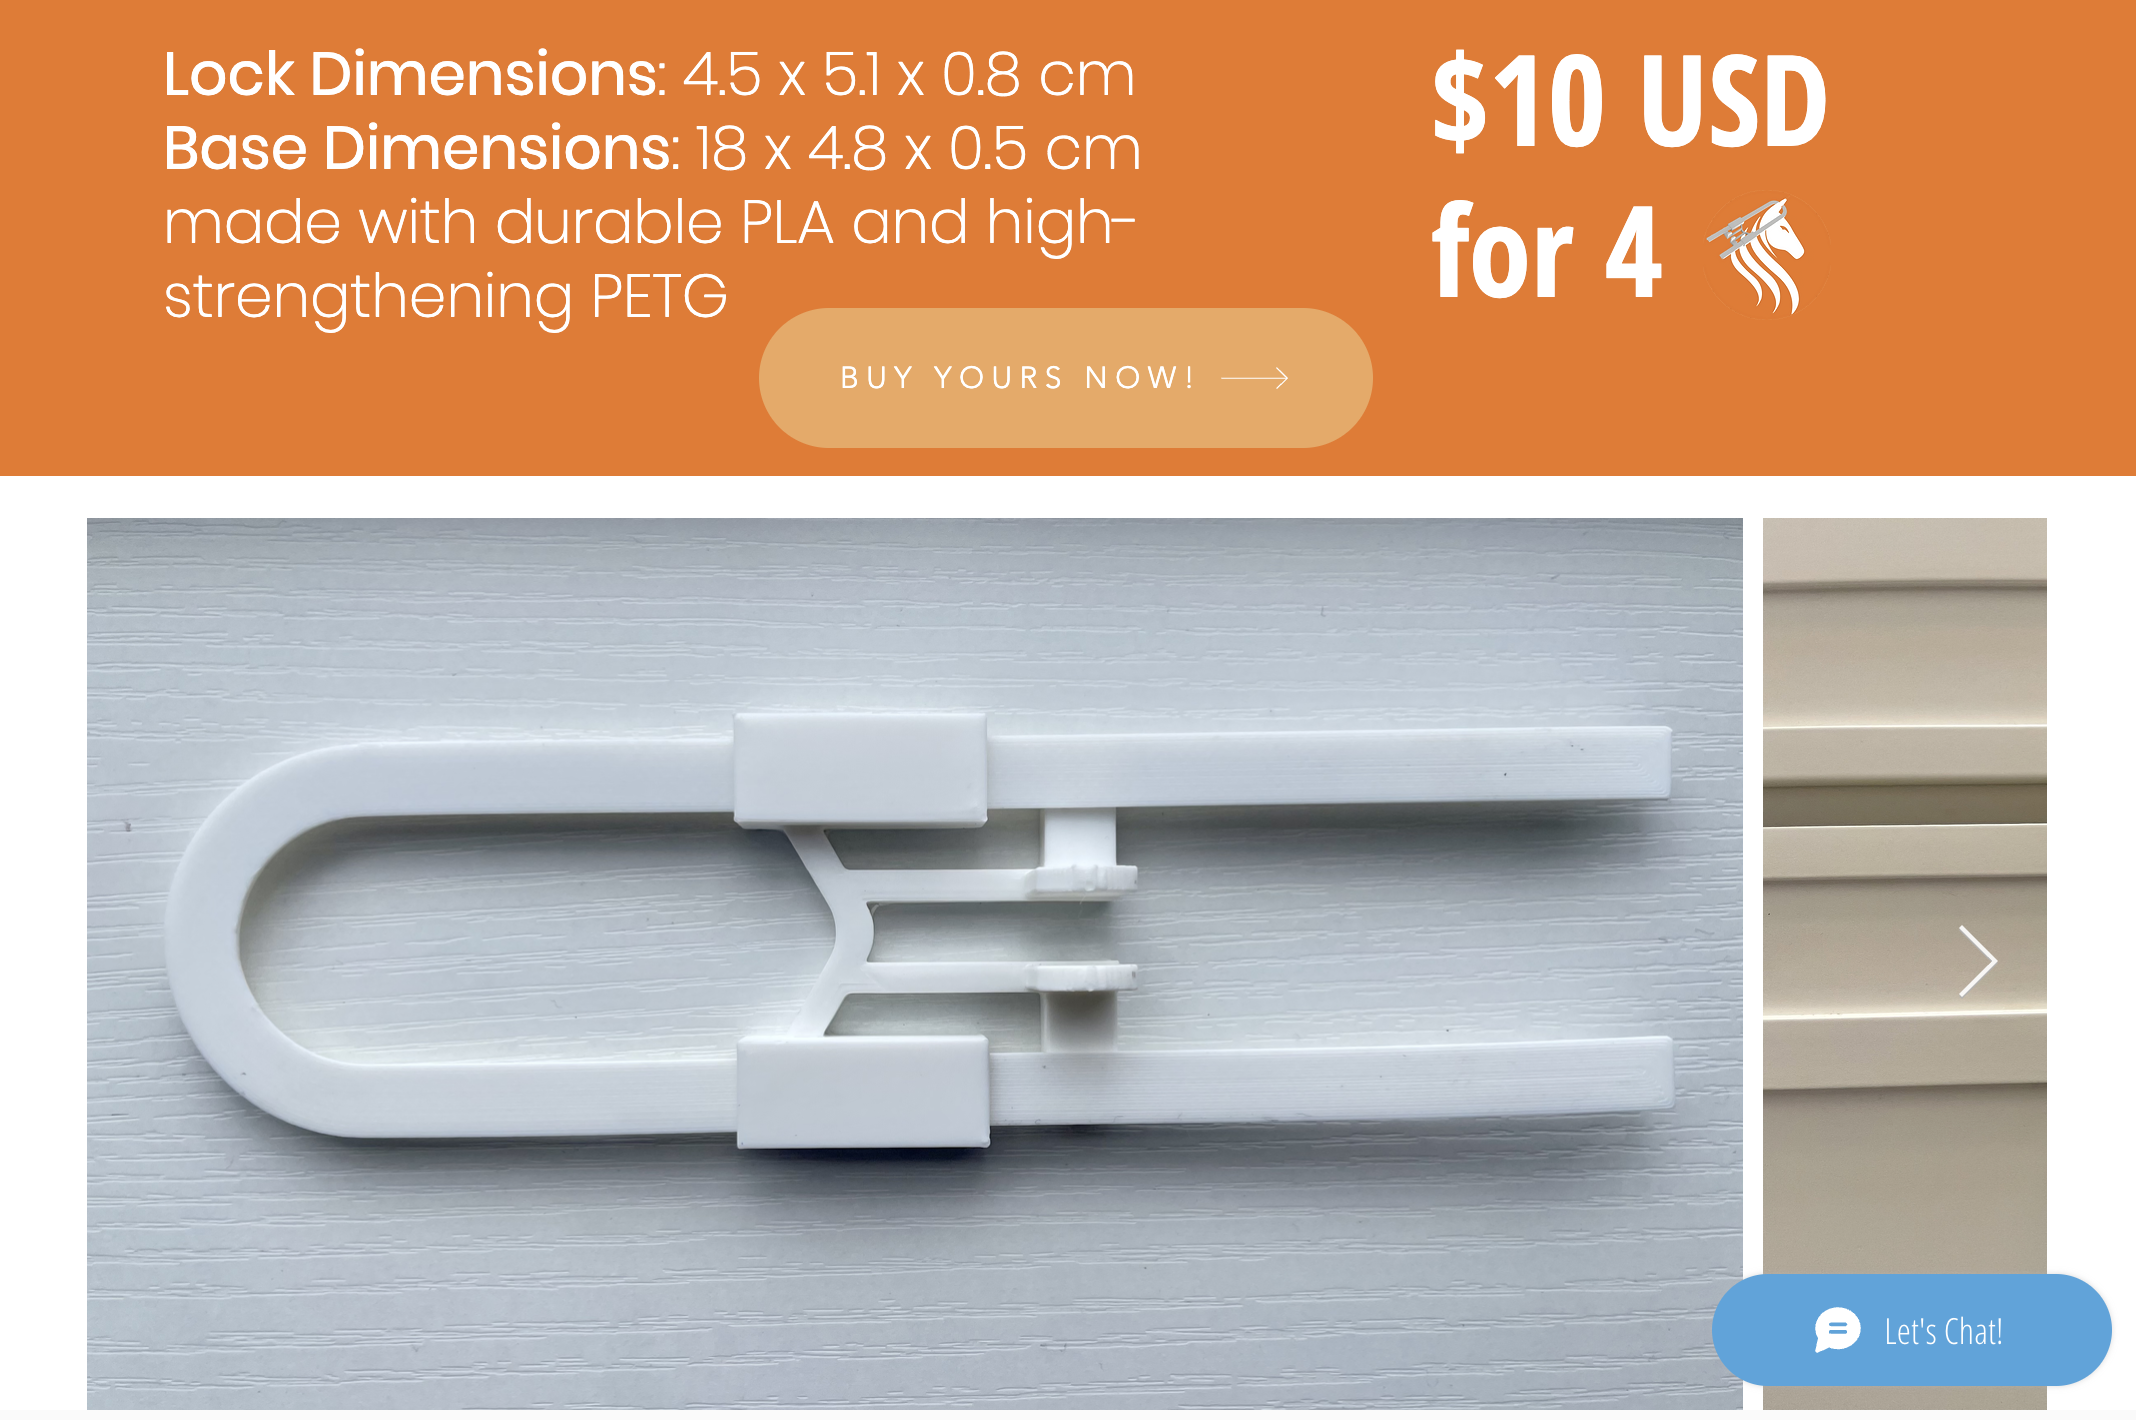 Lock Dimensions: 4.5 x 5.1 x 0.8 cm
Base Dimensions: 18 x 4.8 x 0.5 cm
made with durable PLA and high-
strengthening PETG
$10 USD
for 4
BUY YOURS NOW!
Let's Chat!